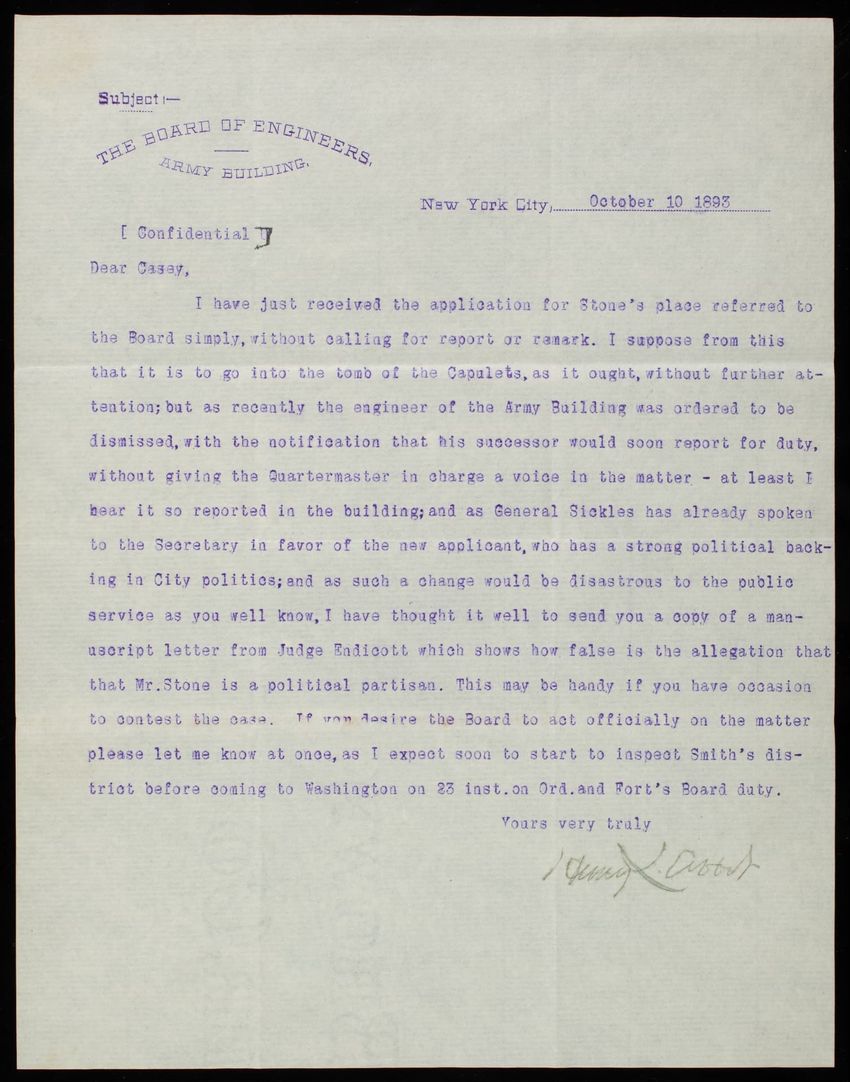 Subject:—
THE BOARD OF ENGINEERS,
ARMY BUILDING.
New York City, October 10 1893
[ Confidential ]
Dear Casey,
I have just received the application for Stone's place referred to
the Board simply, without calling for report or remark. I suppose from this
that it is to go into the tomb of the Capulets, as it ought, without further at-
tention; but as recently the engineer of the Army Building was ordered to be
dismissed, with the notification that his successor would soon report for duty,
without giving the Quartermaster in charge a voice in the matter - at least I
hear it so reported in the building; and as General Sickles has already spoken
to the Secretary in favor of the new applicant, who has a strong political back-
ing in City politics; and as such a change would be disastrous to the public
service as you well know, I have thought it well to send you a copy of a man-
uscript letter from Judge Endicott which shows how false is the allegation that
that Mr. Stone is a political partisan. This may be handy if you have occasion
to contest the case. If you desire the Board to act officially on the matter
please let me know at once, as I expect soon to start to inspect Smith's dis-
trict before coming to Washington on 23 inst. on Ord. and Fort's Board duty.
Yours very truly
Henry L. Abbot